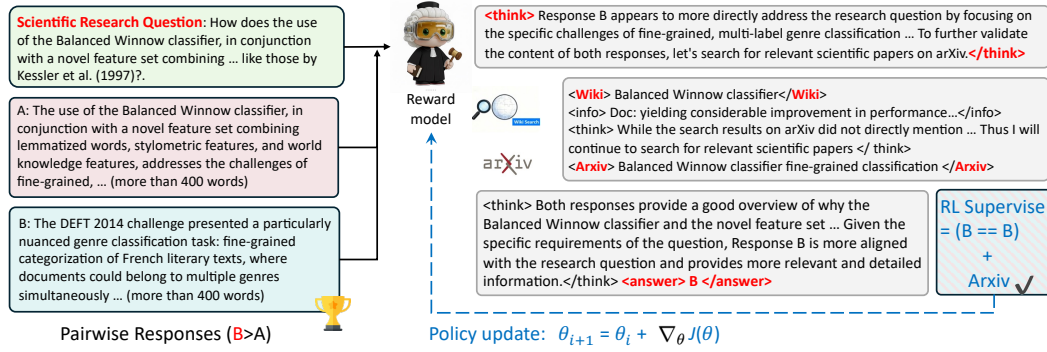 Scientific Research Question: How does the use
of the Balanced Winnow classifier, in conjunction
with a novel feature set combining ... like those by
Kessler et al. (1997)?.
A: The use of the Balanced Winnow classifier, in
conjunction with a novel feature set combining
lemmatized words, stylometric features, and world
knowledge features, addresses the challenges of
fine-grained, ... (more than 400 words)
B: The DEFT 2014 challenge presented a particularly
nuanced genre classification task: fine-grained
categorization of French literary texts, where
documents could belong to multiple genres
simultaneously ... (more than 400 words)
Pairwise Responses (B>A)
Reward
model
<think> Response B appears to more directly address the research question by focusing on
the specific challenges of fine-grained, multi-label genre classification ... To further validate
the content of both responses, let's search for relevant scientific papers on arXiv.</think>
Wiki Search
arXiv
<Wiki> Balanced Winnow classifier</Wiki>
<info> Doc: yielding considerable improvement in performance...</info>
<think> While the search results on arXiv did not directly mention ... Thus I will
continue to search for relevant scientific papers </ think>
<Arxiv> Balanced Winnow classifier fine-grained classification </Arxiv>
<think> Both responses provide a good overview of why the
Balanced Winnow classifier and the novel feature set ... Given the
specific requirements of the question, Response B is more aligned
with the research question and provides more relevant and detailed
information.</think> <answer> B </answer>
RL Supervise
= (B == B)
+
Arxiv ✓
Policy update: θᵢ₊₁ = θᵢ + ∇θ J(θ)